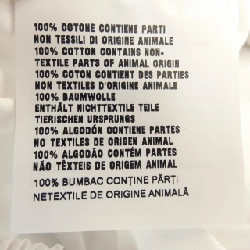 100% COTONE CONTIENE PARTI
NON TESSILI DI ORIGINE ANIMALE
100% COTTON CONTAINS NON-
TEXTILE PARTS OF ANIMAL ORIGIN
100% COTON CONTIENT DES PARTIES
NON TEXTILES D'ORIGINE ANIMALE
100% BAUMWOLLE
ENTHÄLT NICHTTEXTILE TEILE
TIERISCHEN URSPRUNGS
100% ALGODÓN CONTIENE PARTES
NO TEXTILES DE ORIGEN ANIMAL
100% ALGODÃO CONTÉM PARTES
NÃO TÊXTEIS DE ORIGEM ANIMAL
100% BUMBAC CONȚINE PĂRȚI
NETEXTILE DE ORIGINE ANIMALĂ